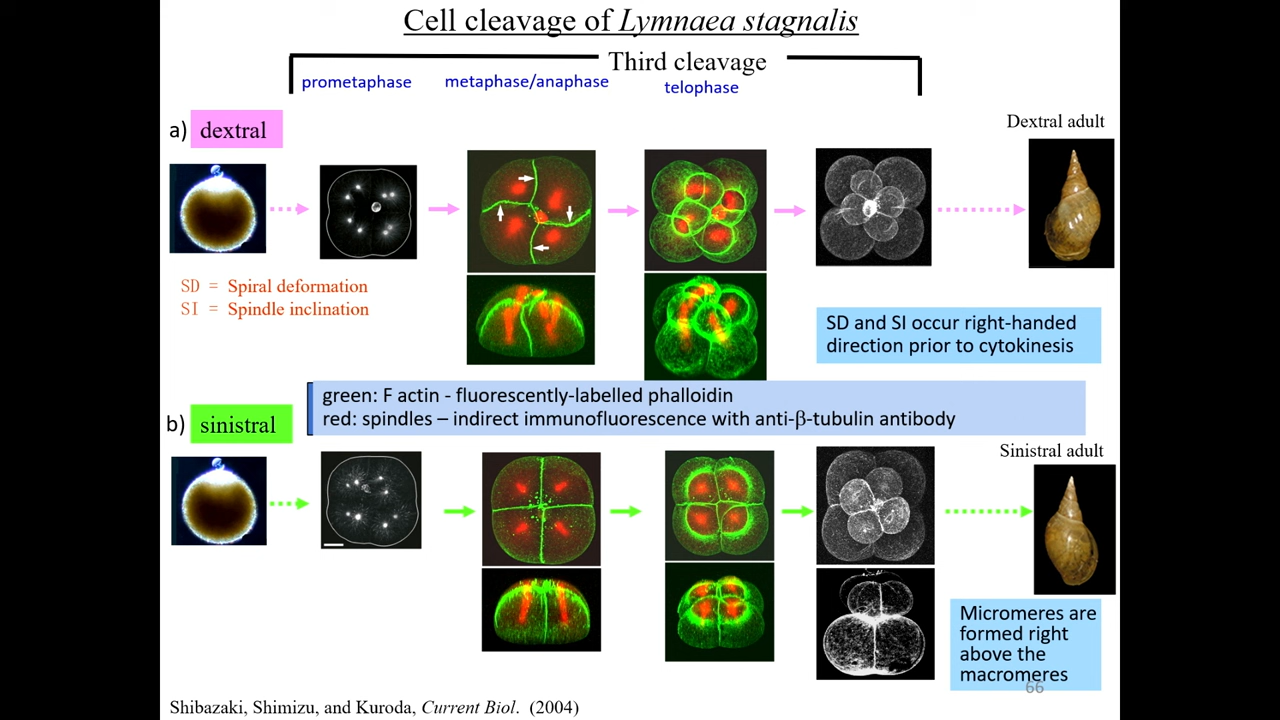 Cell cleavage of Lymnaea stagnalis
Third cleavage
prometaphase
metaphase/anaphase
telophase
a) dextral
Dextral adult
SD = Spiral deformation
SI = Spindle inclination
SD and SI occur right-handed
direction prior to cytokinesis
green: F actin - fluorescently-labelled phalloidin
red: spindles – indirect immunofluorescence with anti-β-tubulin antibody
b) sinistral
Sinistral adult
Micromeres are
formed right
above the
macromeres
66
Shibazaki, Shimizu, and Kuroda, Current Biol. (2004)